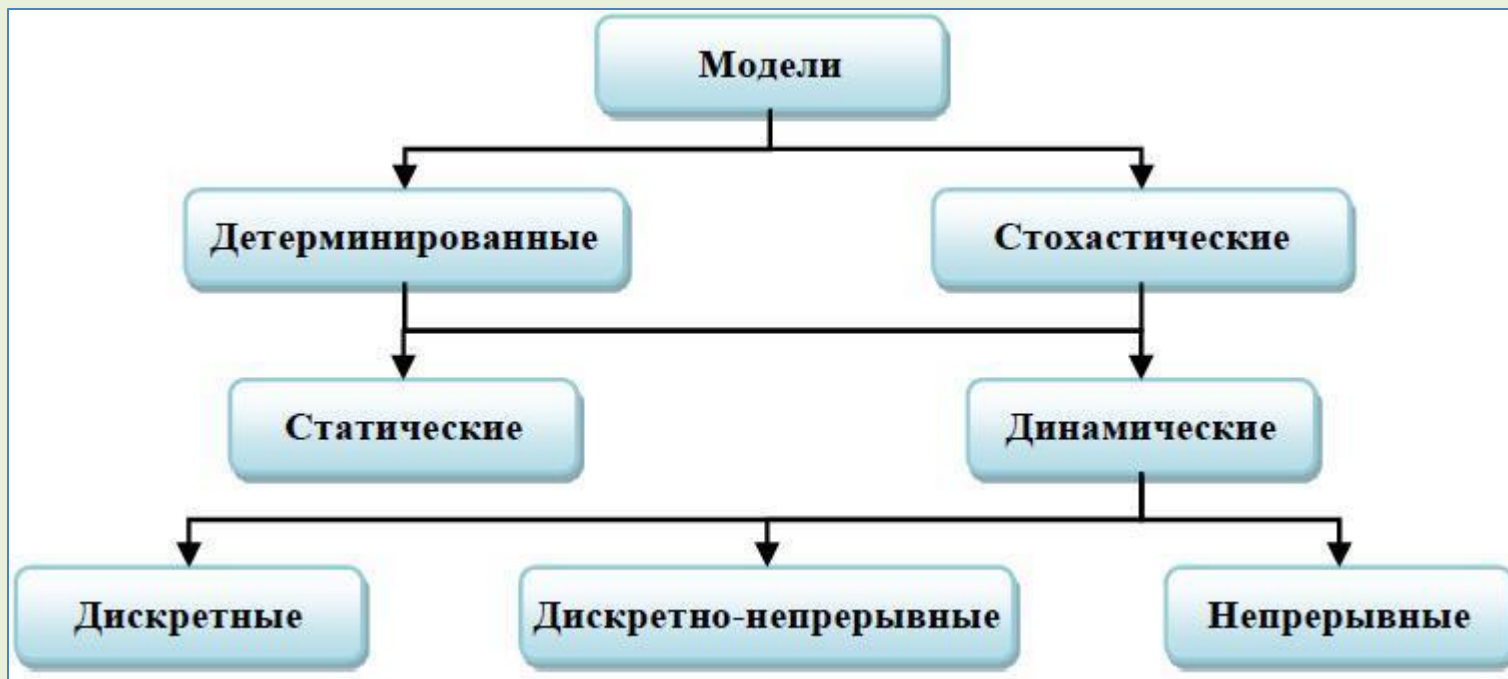 Модели
Детерминированные
Стохастические
Статические
Динамические
Дискретные
Дискретно-непрерывные
Непрерывные